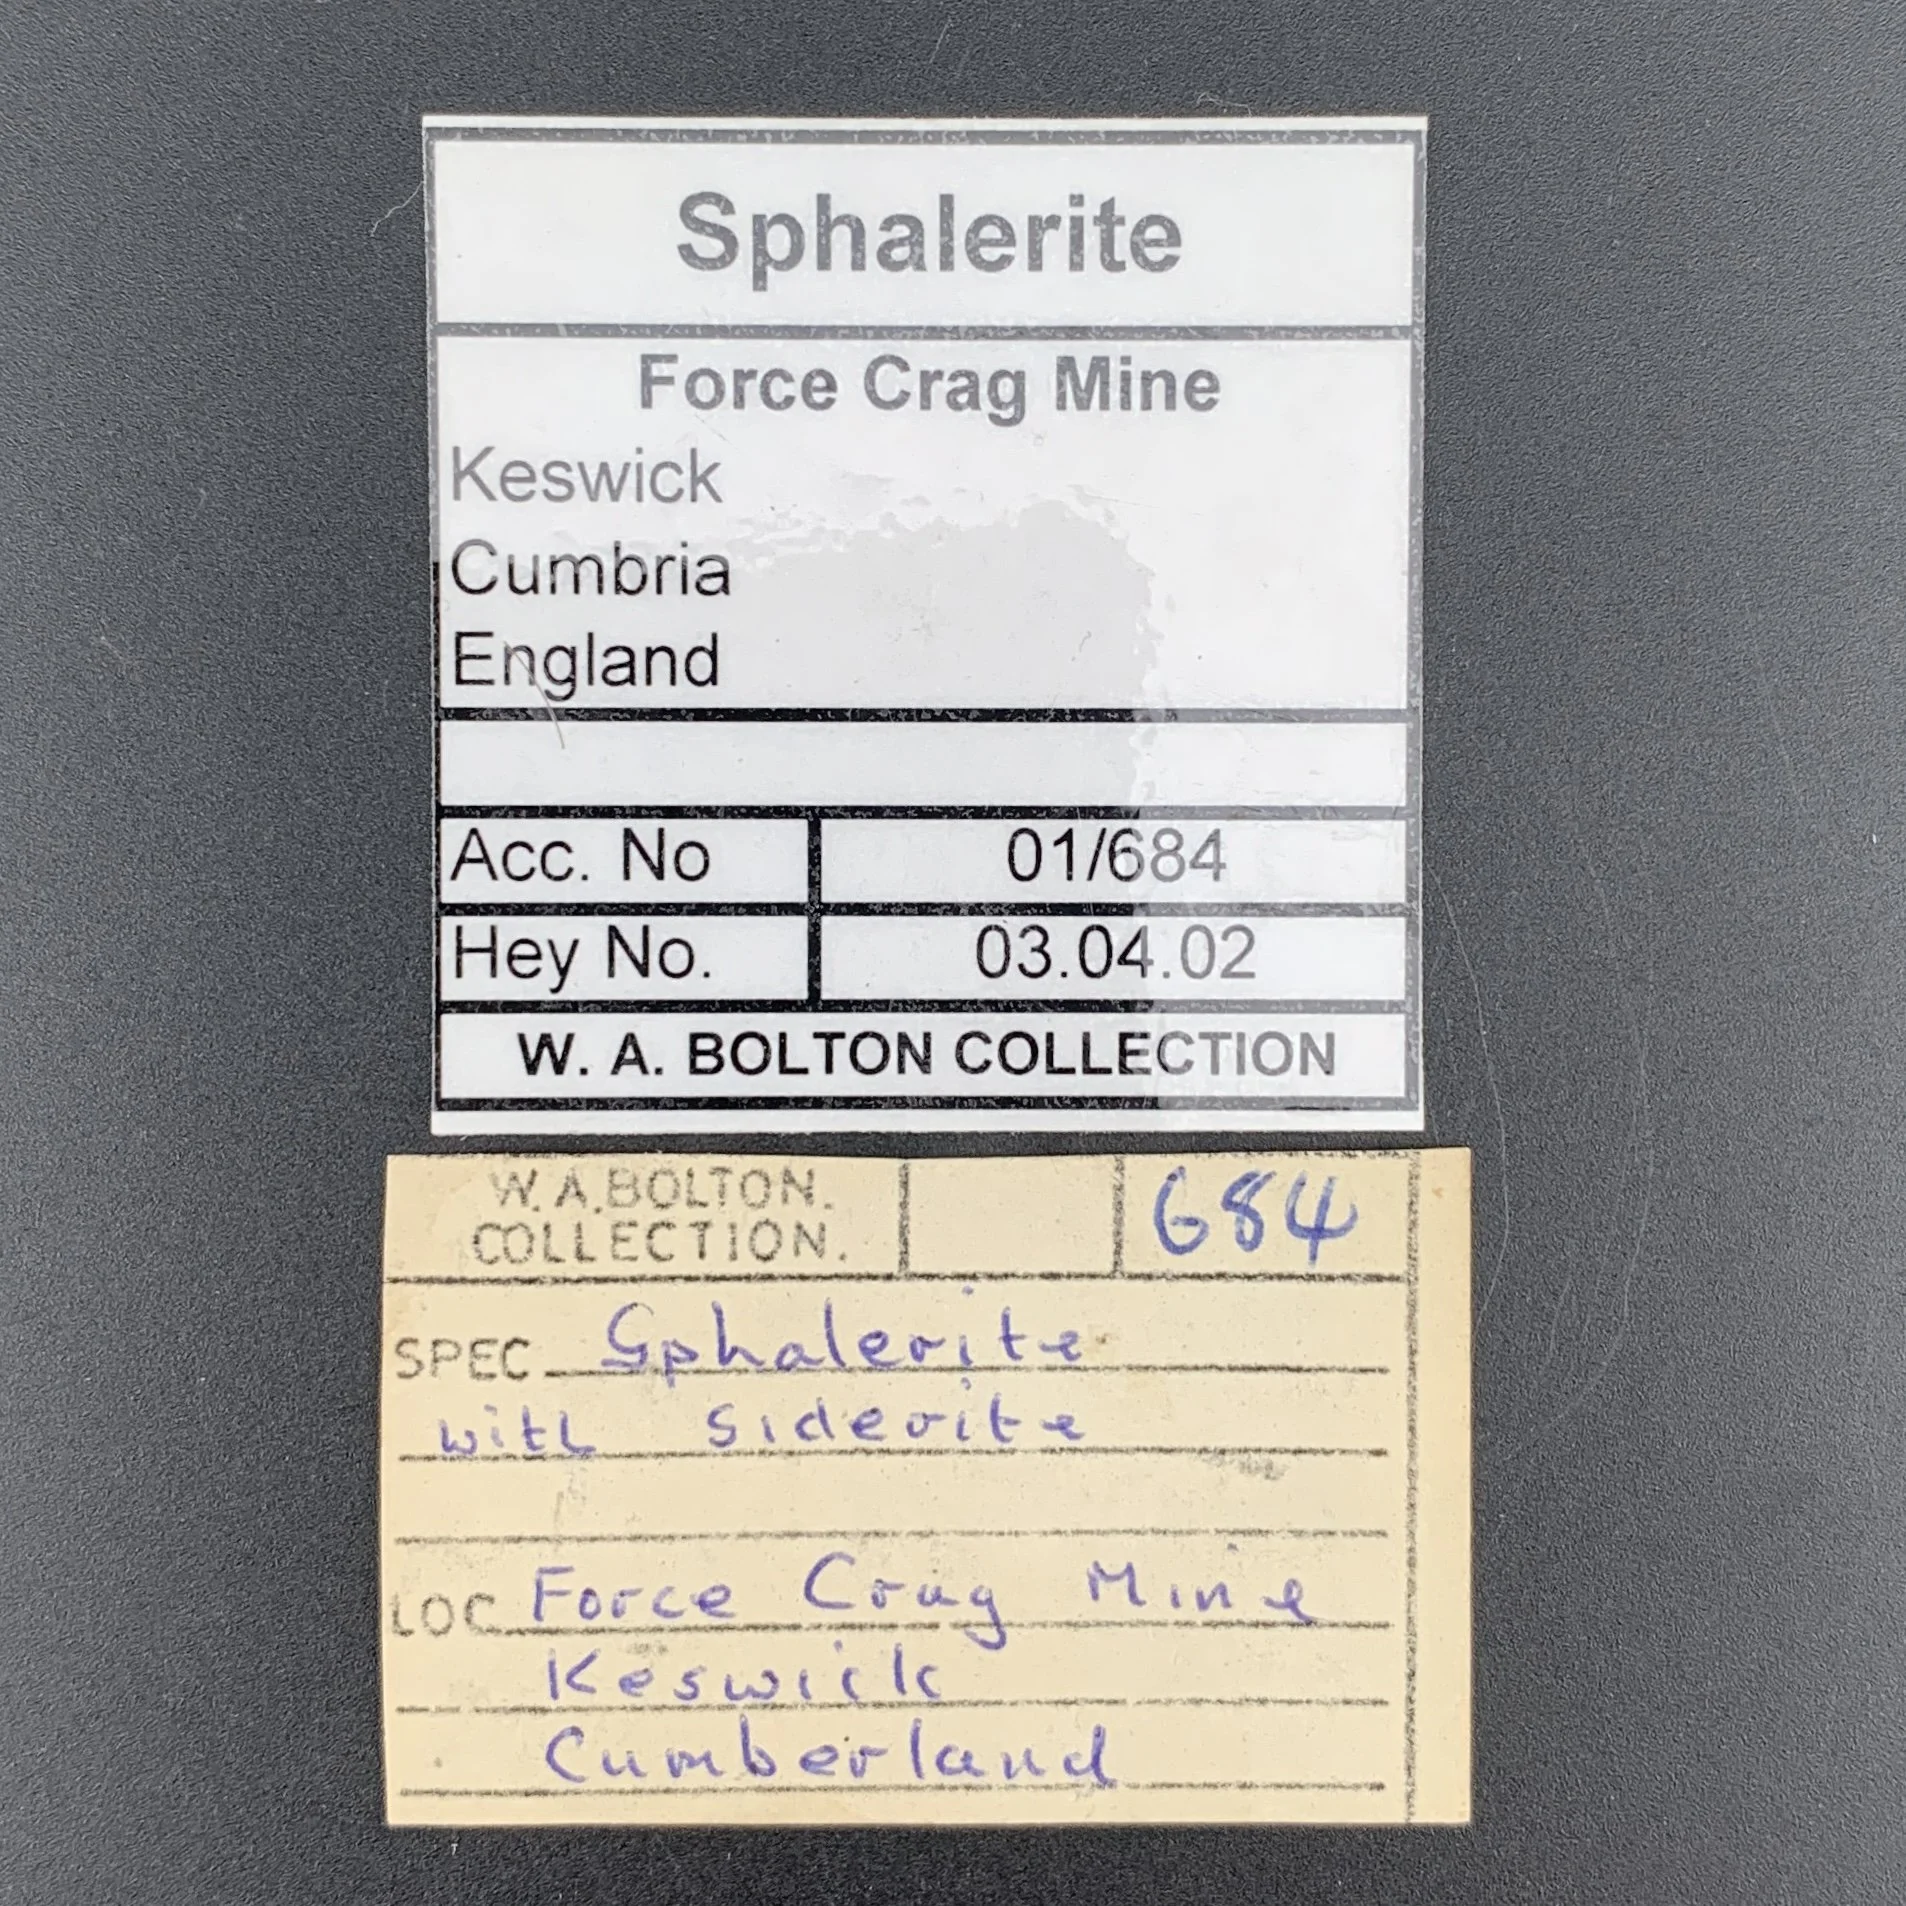 Sphalerite
Force Crag Mine
Keswick
Cumbria
England
Acc. No 01/684
Hey No. 03.04.02
W. A. BOLTON COLLECTION
W.A.BOLTON. 684
COLLECTION.
SPEC Sphalerite
with siderite
LOC Force Crag Mine
Keswick
Cumberland